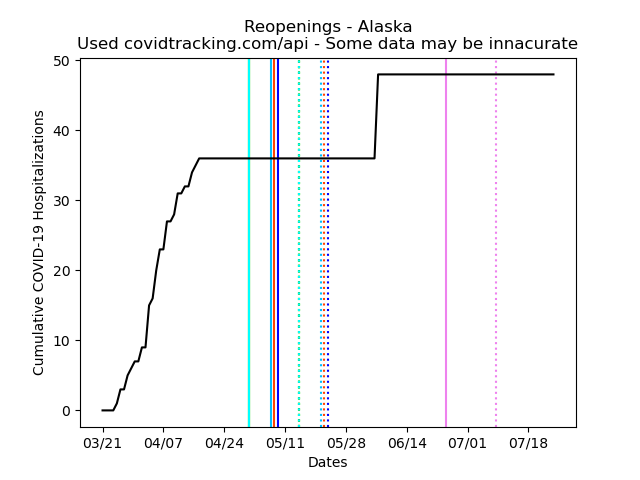 Reopenings - Alaska
Used covidtracking.com/api - Some data may be innacurate
Cumulative COVID-19 Hospitalizations
50
40
30
20
10
0
03/21 04/07 04/24 05/11 05/28 06/14 07/01 07/18
Dates